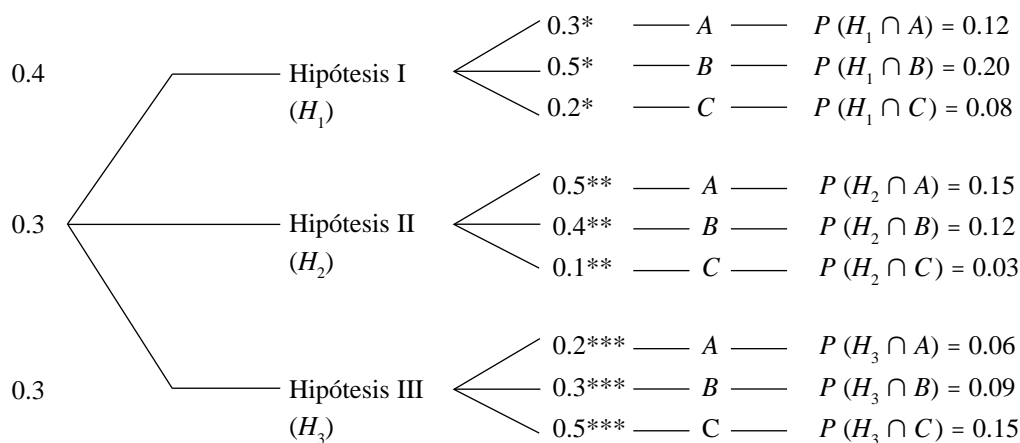 0.3* A P (H₁ ∩ A) = 0.12
0.4 Hipótesis I 0.5* B P (H₁ ∩ B) = 0.20
(H₁) 0.2* C P (H₁ ∩ C) = 0.08
0.5** A P (H₂ ∩ A) = 0.15
0.3 Hipótesis II 0.4** B P (H₂ ∩ B) = 0.12
(H₂) 0.1** C P (H₂ ∩ C) = 0.03
0.2*** A P (H₃ ∩ A) = 0.06
0.3 Hipótesis III 0.3*** B P (H₃ ∩ B) = 0.09
(H₃) 0.5*** C P (H₃ ∩ C) = 0.15